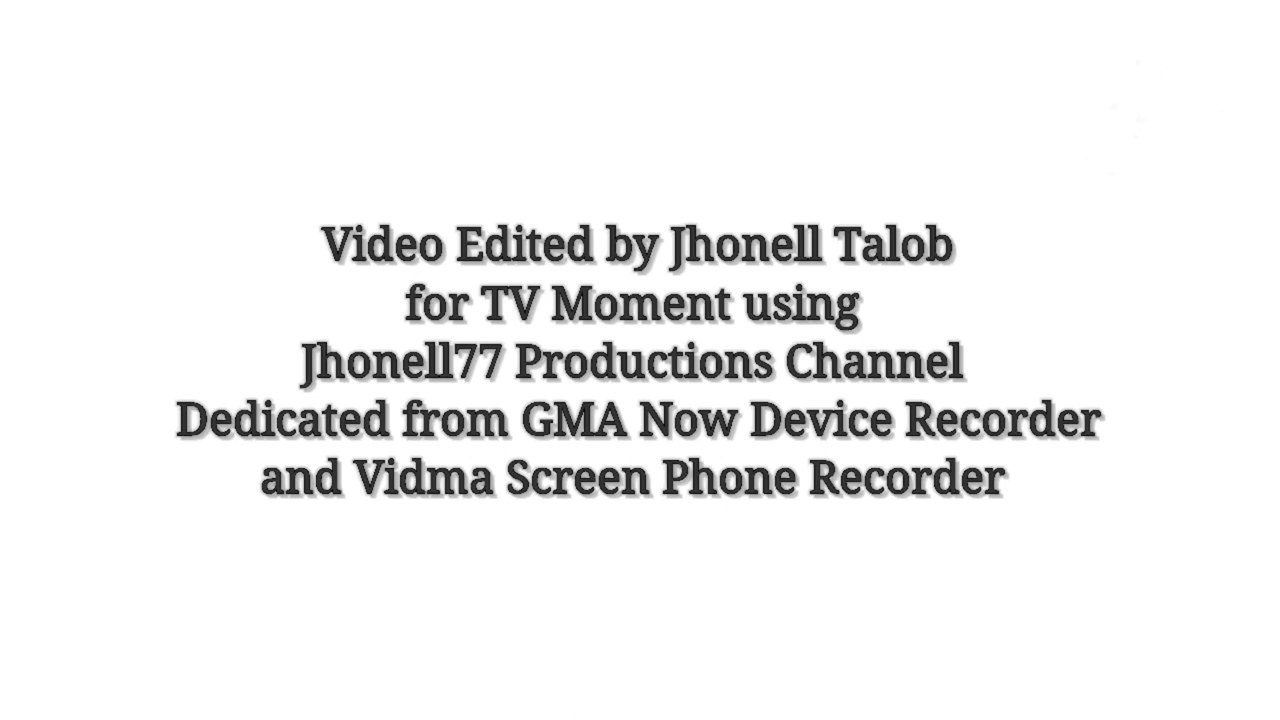 Video Edited by Jhonell Talob
for TV Moment using
Jhonell77 Productions Channel
Dedicated from GMA Now Device Recorder
and Vidma Screen Phone Recorder